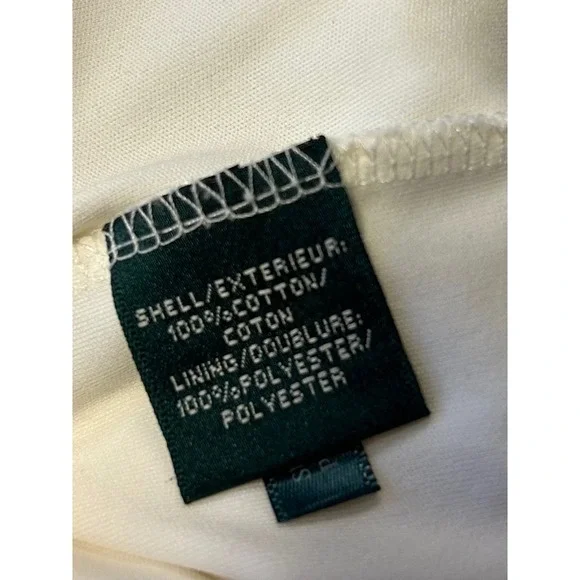 SHELL/EXTERIEUR:
100%COTTON/
COTON
LINING/DOUBLURE:
100%POLYESTER/
POLYESTER